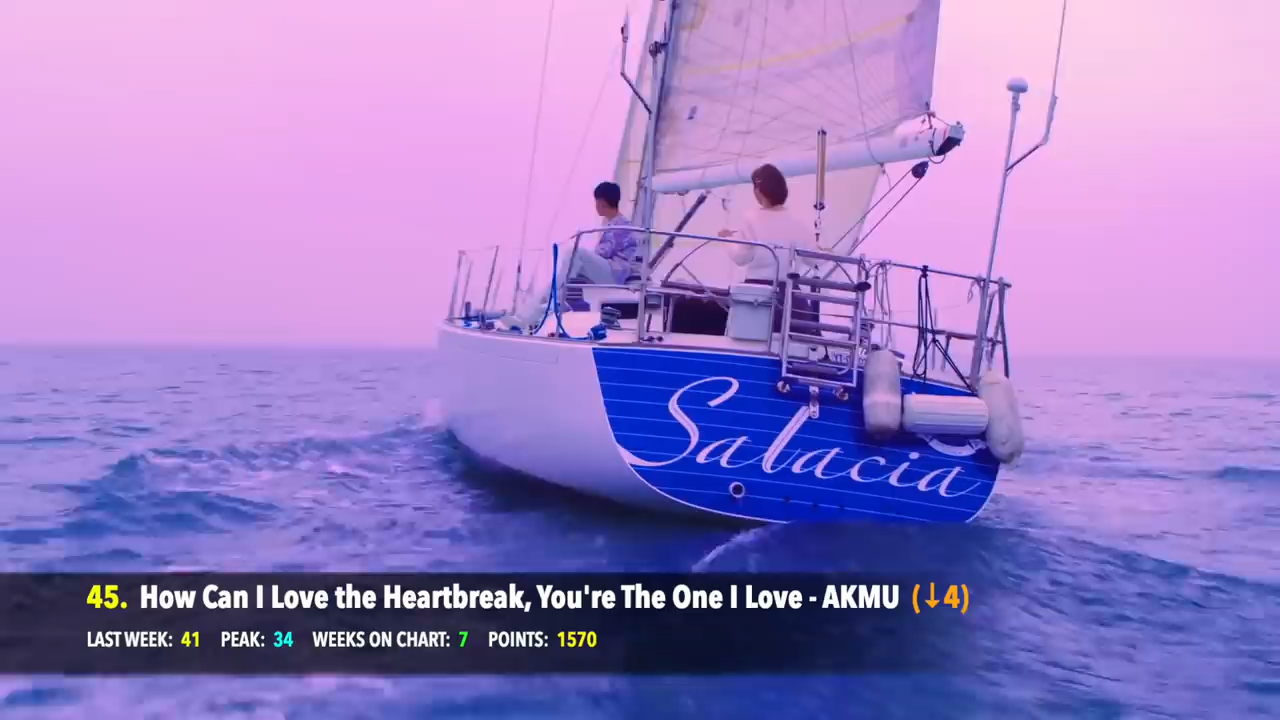 Salacia
45. How Can I Love the Heartbreak, You're The One I Love - AKMU (↓4)
LAST WEEK: 41 PEAK: 34 WEEKS ON CHART: 7 POINTS: 1570